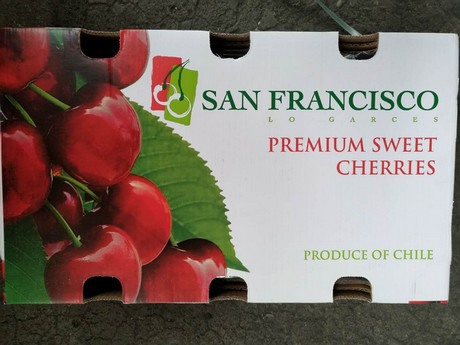 SAN FRANCISCO
LO GARCES
PREMIUM SWEET
CHERRIES
PRODUCE OF CHILE